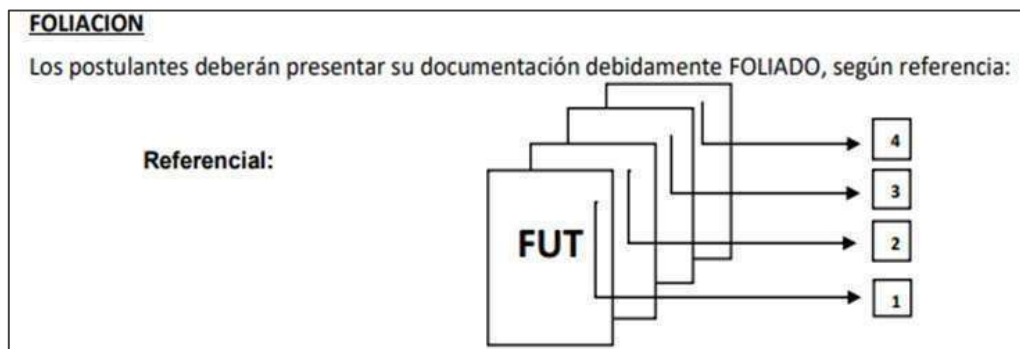 FOLIACION
Los postulantes deberán presentar su documentación debidamente FOLIADO, según referencia:
Referencial:
FUT
4
3
2
1